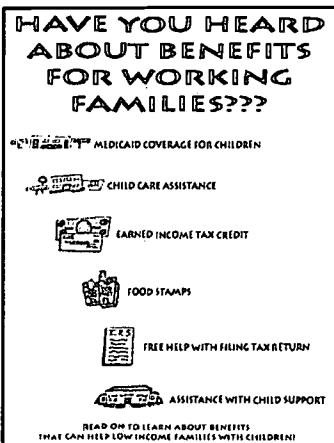 HAVE YOU HEARD
ABOUT BENEFITS
FOR WORKING
FAMILIES???
MEDICAID COVERAGE FOR CHILDREN
CHILD CARE ASSISTANCE
EARNED INCOME TAX CREDIT
FOOD STAMPS
IRS
FREE HELP WITH FILING TAX RETURN
ASSISTANCE WITH CHILD SUPPORT
READ ON TO LEARN ABOUT BENEFITS
THAT CAN HELP LOW INCOME FAMILIES WITH CHILDREN!